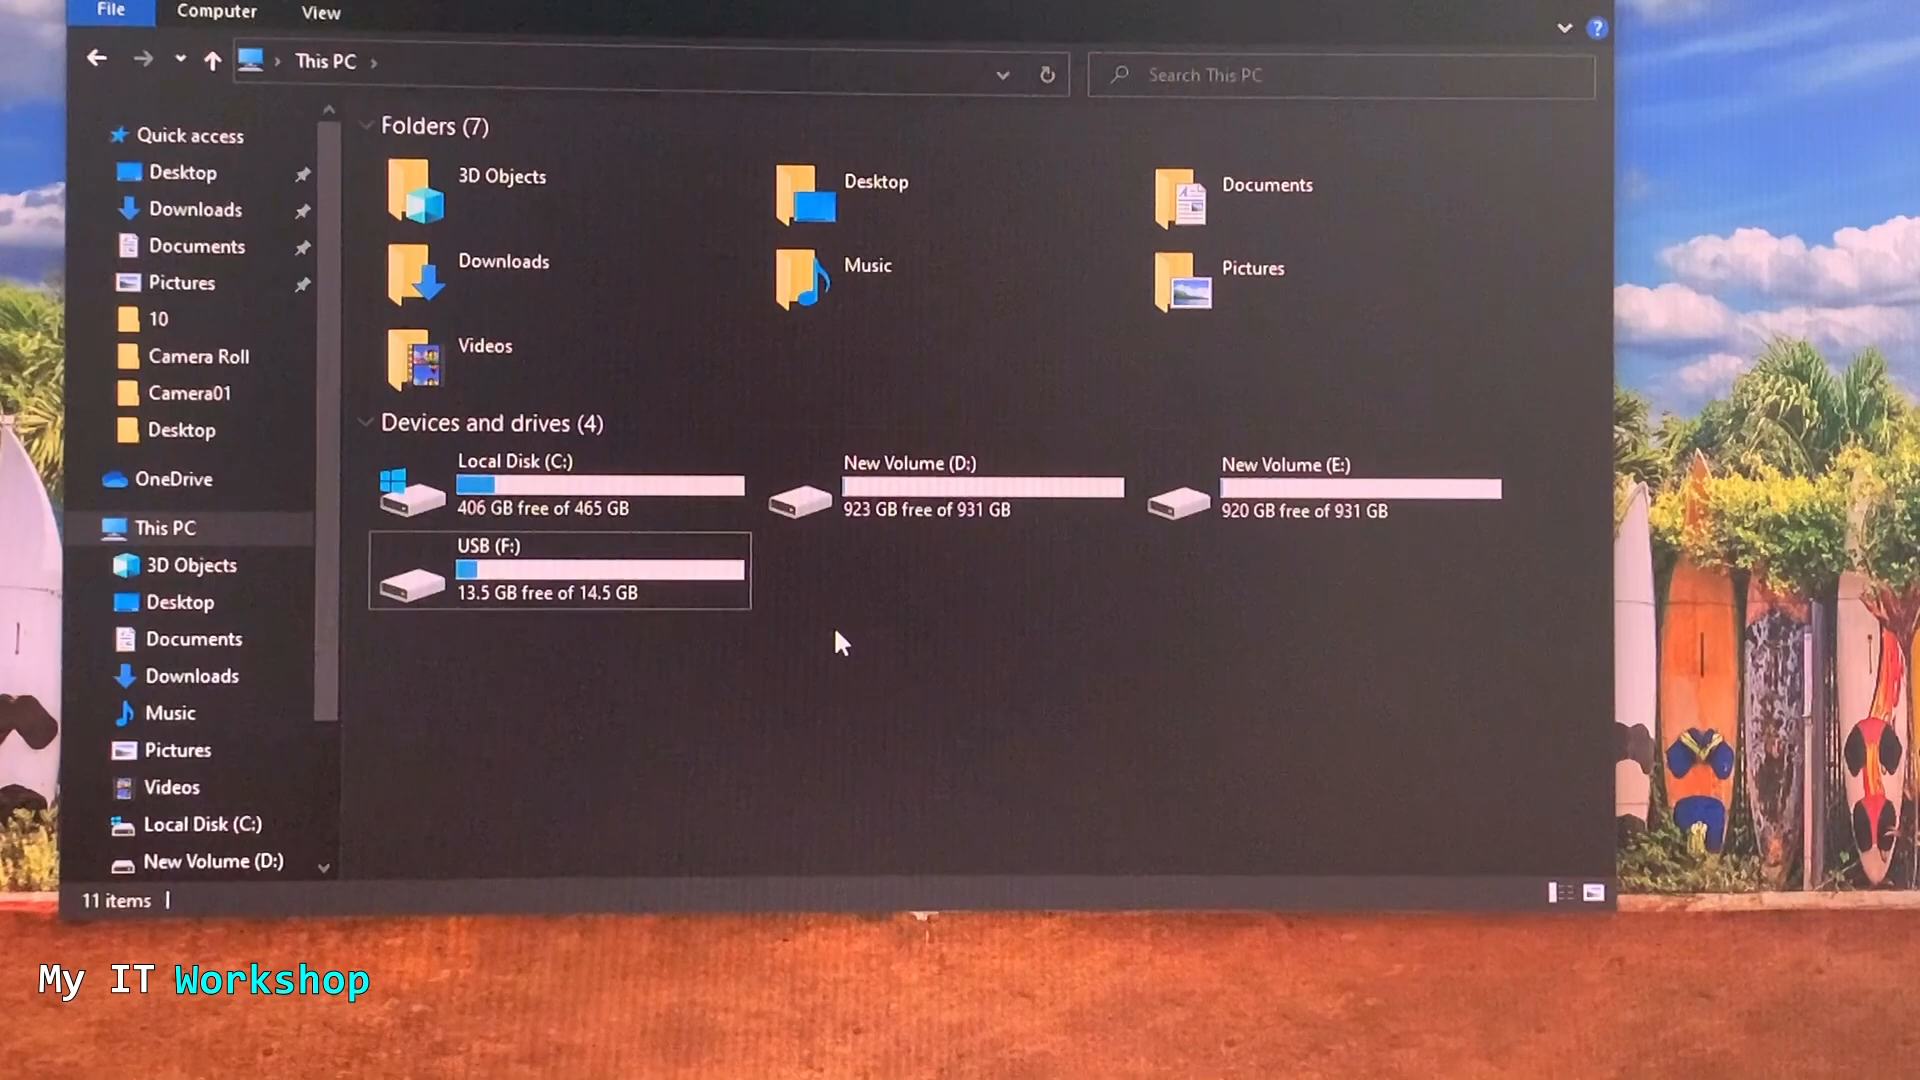 File Computer View
This PC
Search This PC
Quick access
Desktop
Downloads
Documents
Pictures
10
Camera Roll
Camera01
Desktop
OneDrive
This PC
3D Objects
Desktop
Documents
Downloads
Music
Pictures
Videos
Local Disk (C:)
New Volume (D:)
Folders (7)
3D Objects
Desktop
Documents
Downloads
Music
Pictures
Videos
Devices and drives (4)
Local Disk (C:)
406 GB free of 465 GB
New Volume (D:)
923 GB free of 931 GB
New Volume (E:)
920 GB free of 931 GB
USB (F:)
13.5 GB free of 14.5 GB
11 items
My IT Workshop